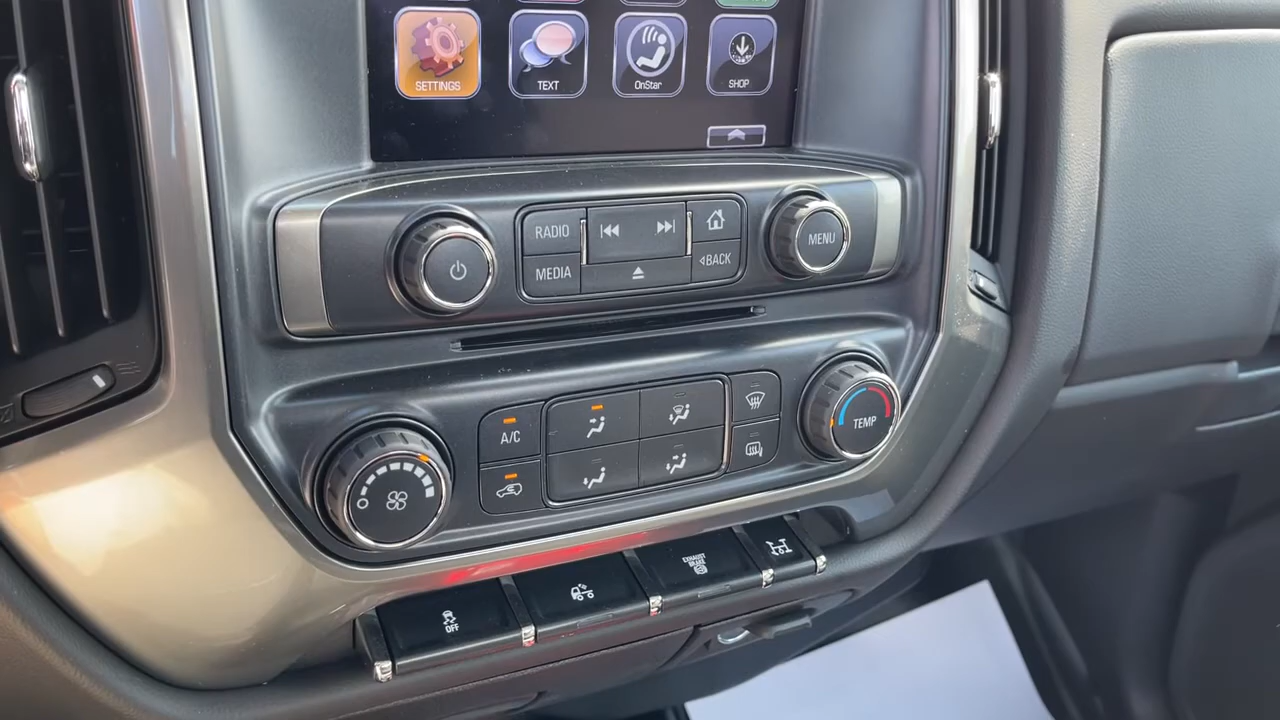 SETTINGS
TEXT
OnStar
SHOP
RADIO
MEDIA
BACK
MENU
A/C
TEMP
OFF
EXHAUST
BRAKE